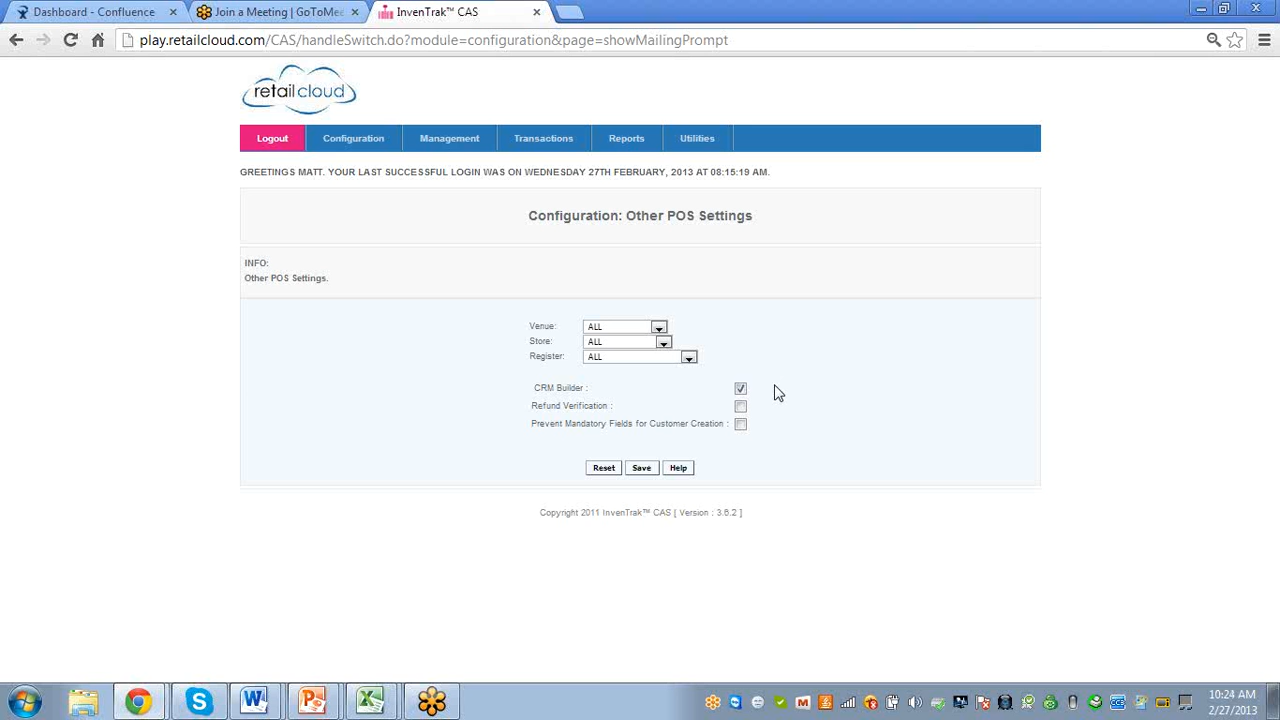 Dashboard - Confluence
Join a Meeting | GoToMee
InvenTrak™ CAS
play.retailcloud.com/CAS/handleSwitch.do?module=configuration&page=showMailingPrompt
retailcloud
Logout Configuration Management Transactions Reports Utilities
GREETINGS MATT. YOUR LAST SUCCESSFUL LOGIN WAS ON WEDNESDAY 27TH FEBRUARY, 2013 AT 08:15:19 AM.
Configuration: Other POS Settings
INFO:
Other POS Settings.
Venue: ALL
Store: ALL
Register: ALL
CRM Builder :
Refund Verification :
Prevent Mandatory Fields for Customer Creation :
Reset Save Help
Copyright 2011 InvenTrak™ CAS [ Version : 3.6.2 ]
10:24 AM
2/27/2013